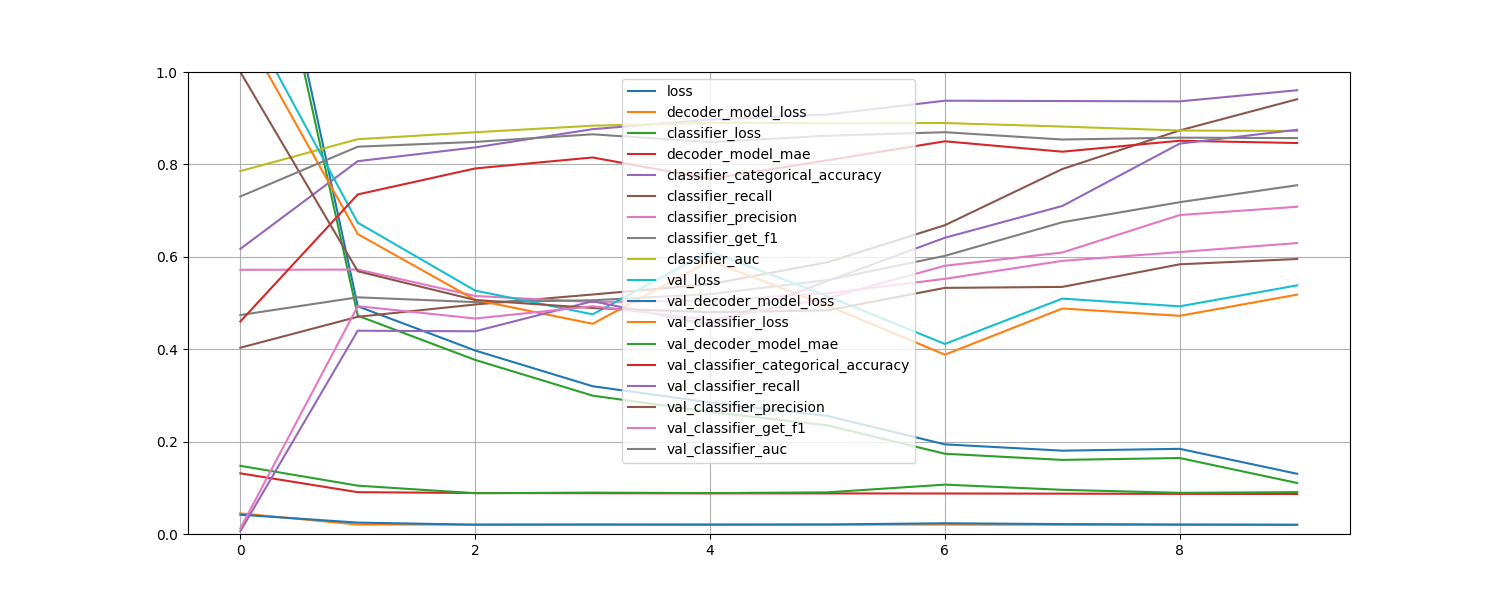 1.0
0.8
0.6
0.4
0.2
0.0
0 2 4 6 8
loss
decoder_model_loss
classifier_loss
decoder_model_mae
classifier_categorical_accuracy
classifier_recall
classifier_precision
classifier_get_f1
classifier_auc
val_loss
val_decoder_model_loss
val_classifier_loss
val_decoder_model_mae
val_classifier_categorical_accuracy
val_classifier_recall
val_classifier_precision
val_classifier_get_f1
val_classifier_auc